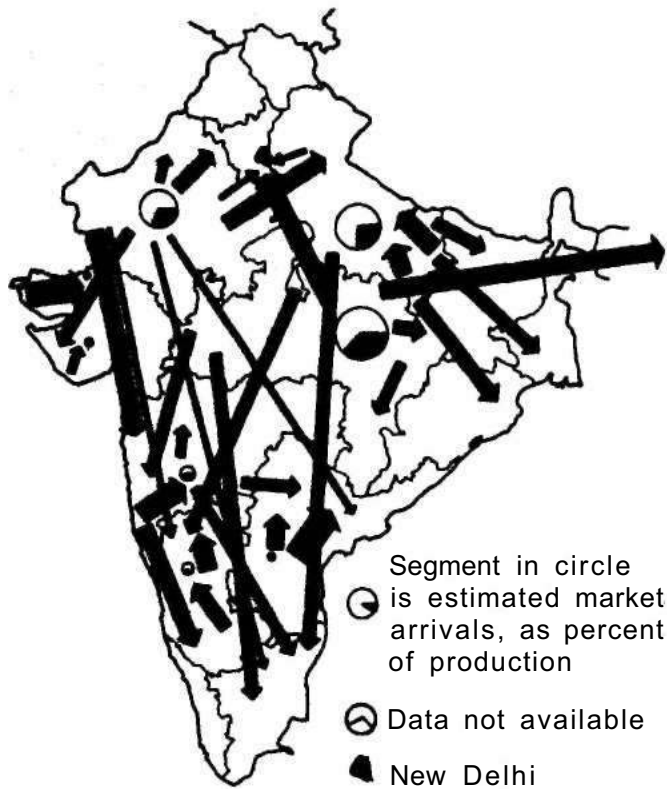 Segment in circle
is estimated market
arrivals, as percent
of production
Data not available
New Delhi